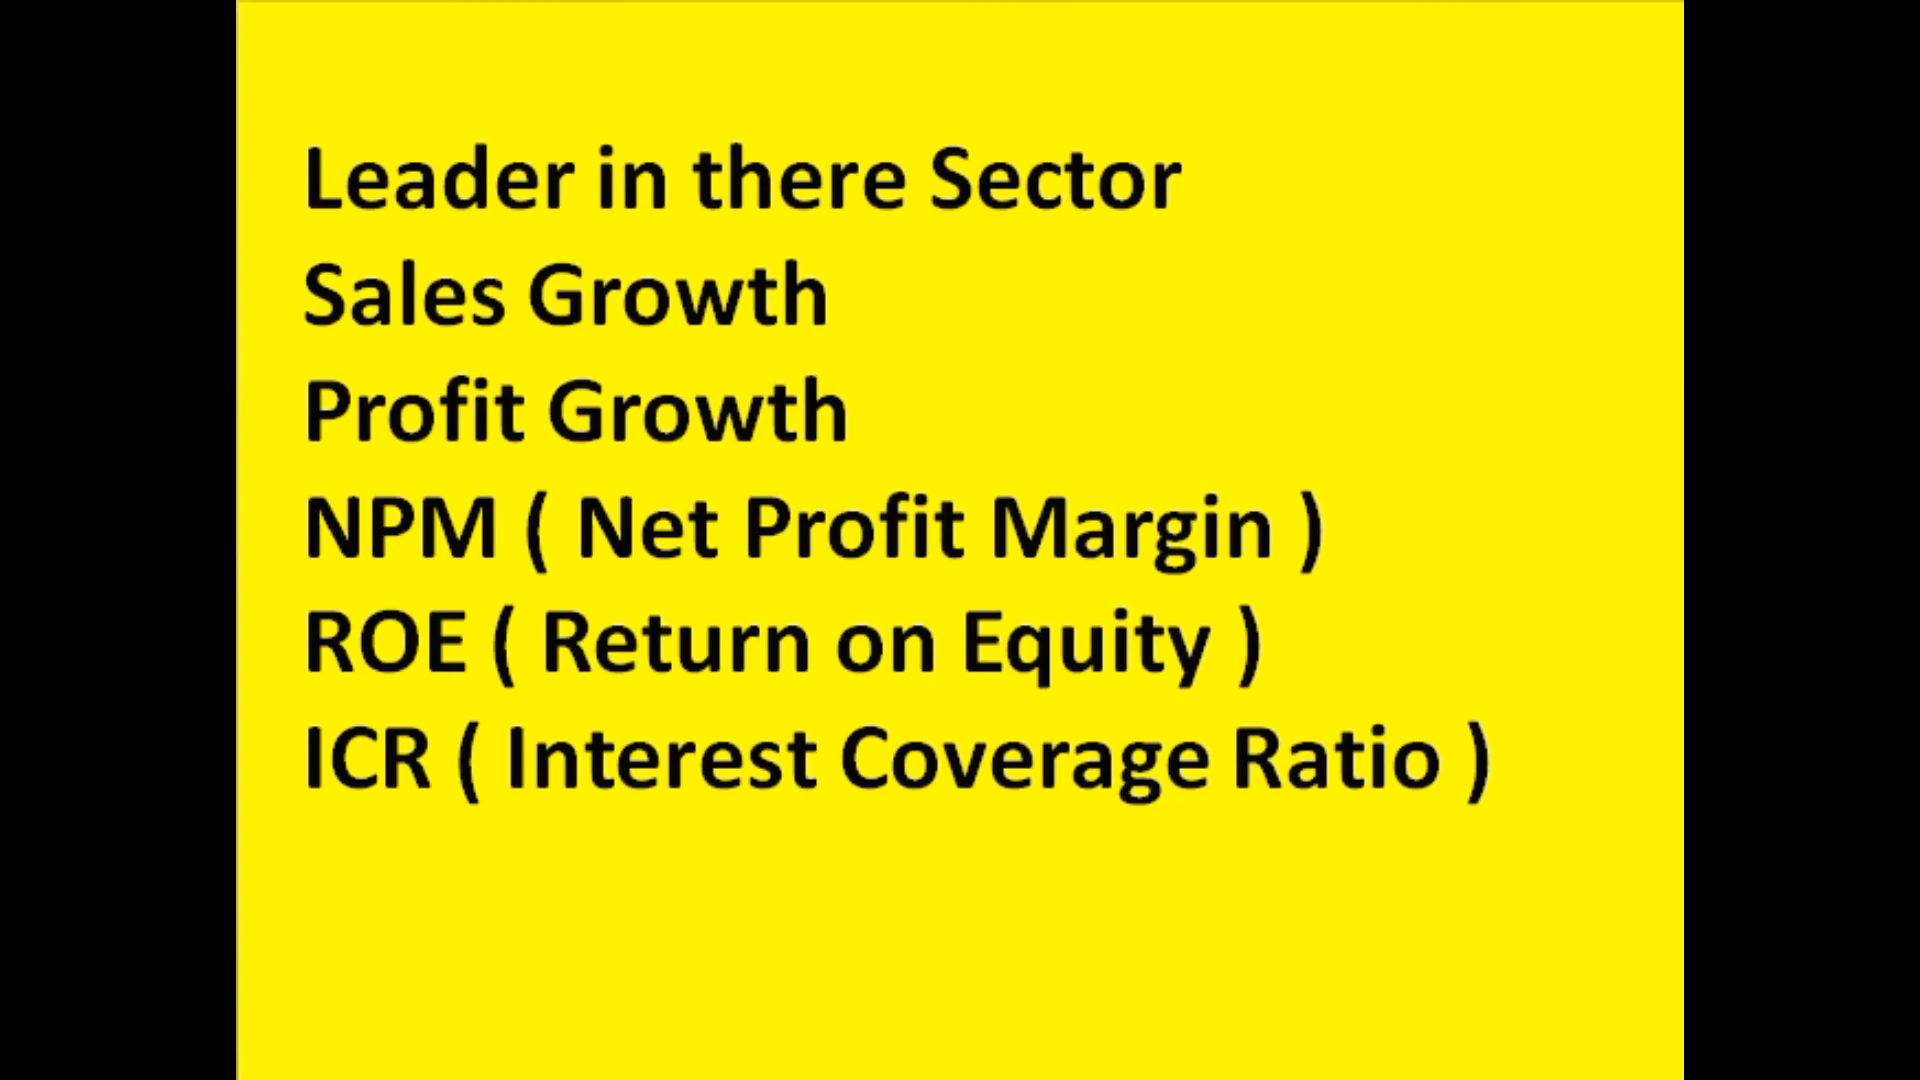 Leader in there Sector
Sales Growth
Profit Growth
NPM ( Net Profit Margin )
ROE ( Return on Equity )
ICR ( Interest Coverage Ratio )